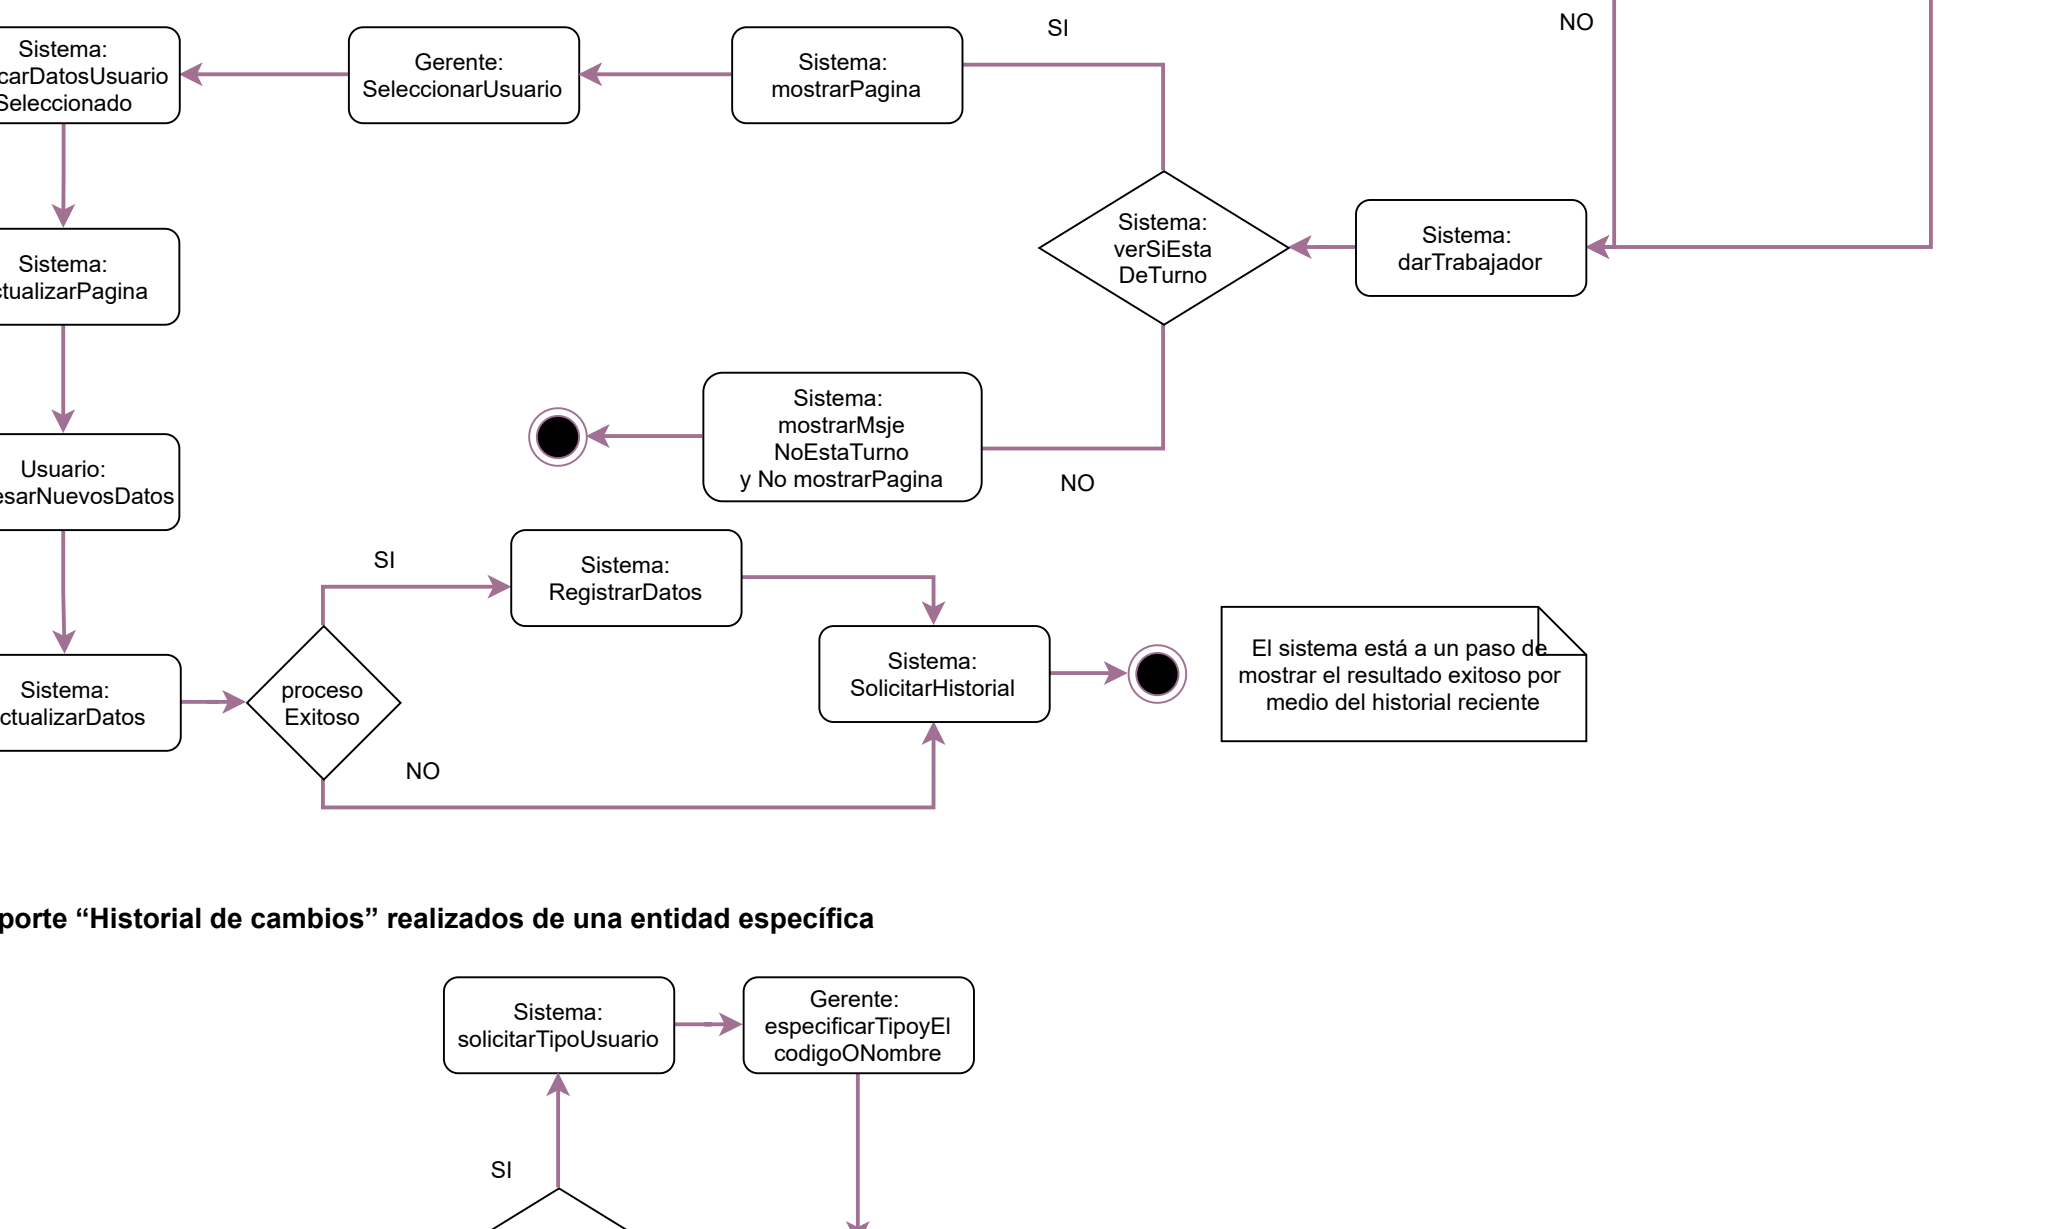 SI
NO
Sistema:
carDatosUsuario
Seleccionado
Gerente:
SeleccionarUsuario
Sistema:
mostrarPagina
Sistema:
verSiEsta
DeTurno
Sistema:
darTrabajador
Sistema:
ctualizarPagina
Sistema:
mostrarMsje
NoEstaTurno
y No mostrarPagina
NO
Usuario:
esarNuevosDatos
SI
Sistema:
RegistrarDatos
Sistema:
SolicitarHistorial
El sistema está a un paso de
mostrar el resultado exitoso por
medio del historial reciente
Sistema:
ctualizarDatos
proceso
Exitoso
NO
porte “Historial de cambios” realizados de una entidad específica
Sistema:
solicitarTipoUsuario
Gerente:
especificarTipoyEl
codigoONombre
SI